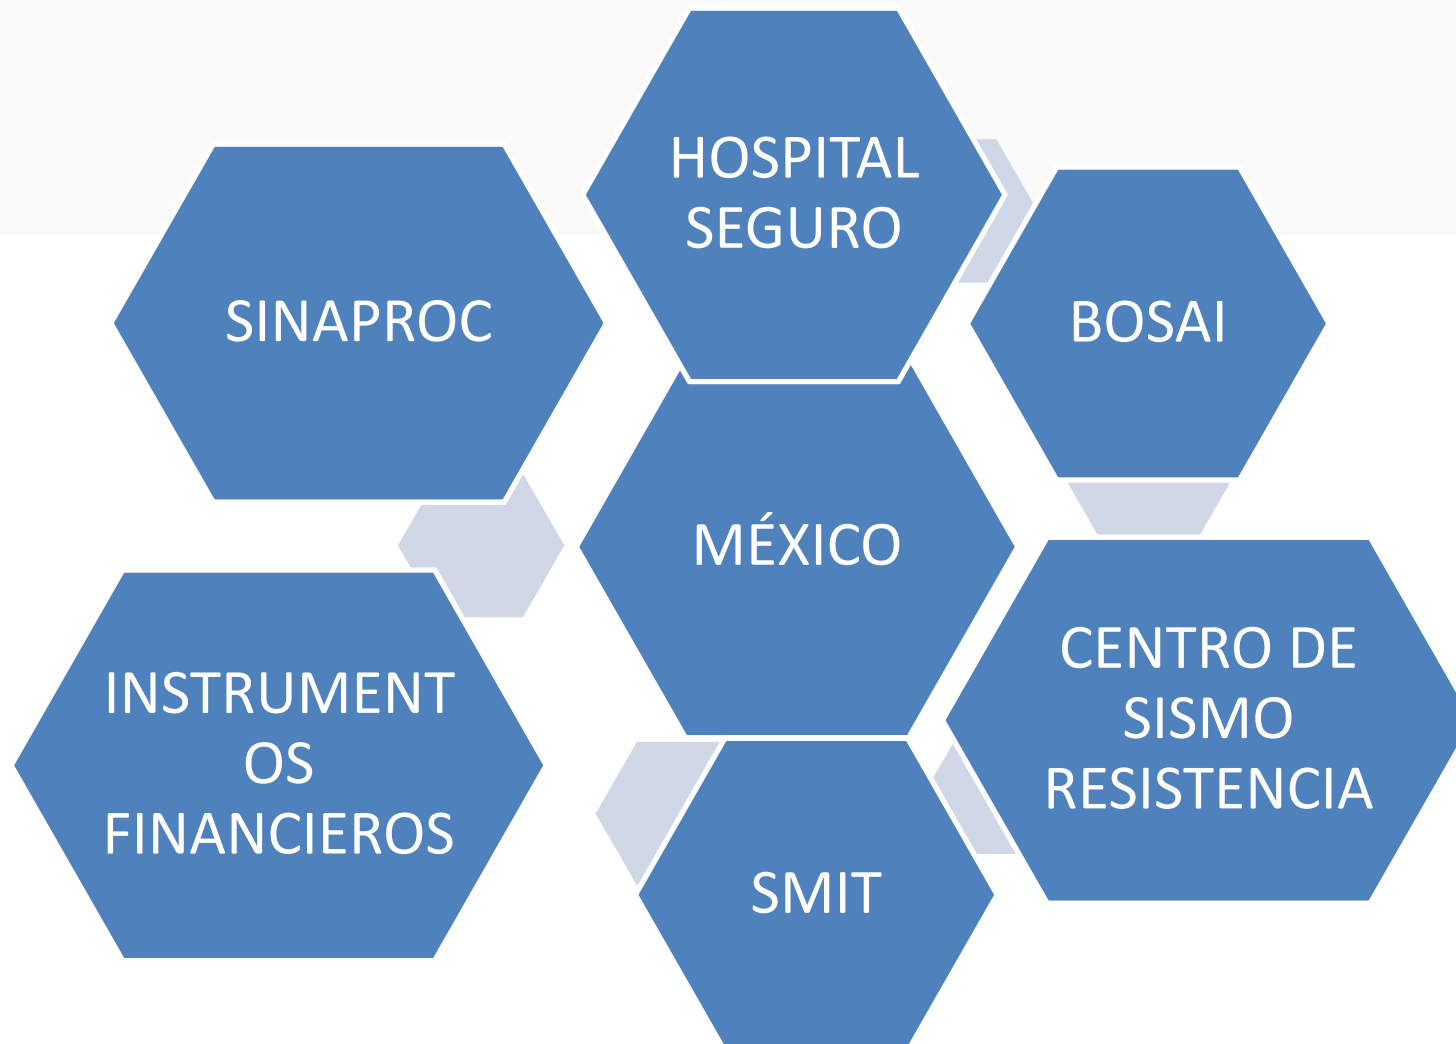 HOSPITAL
SEGURO
SINAPROC
BOSAI
MÉXICO
INSTRUMENT
OS
FINANCIEROS
CENTRO DE
SISMO
RESISTENCIA
SMIT